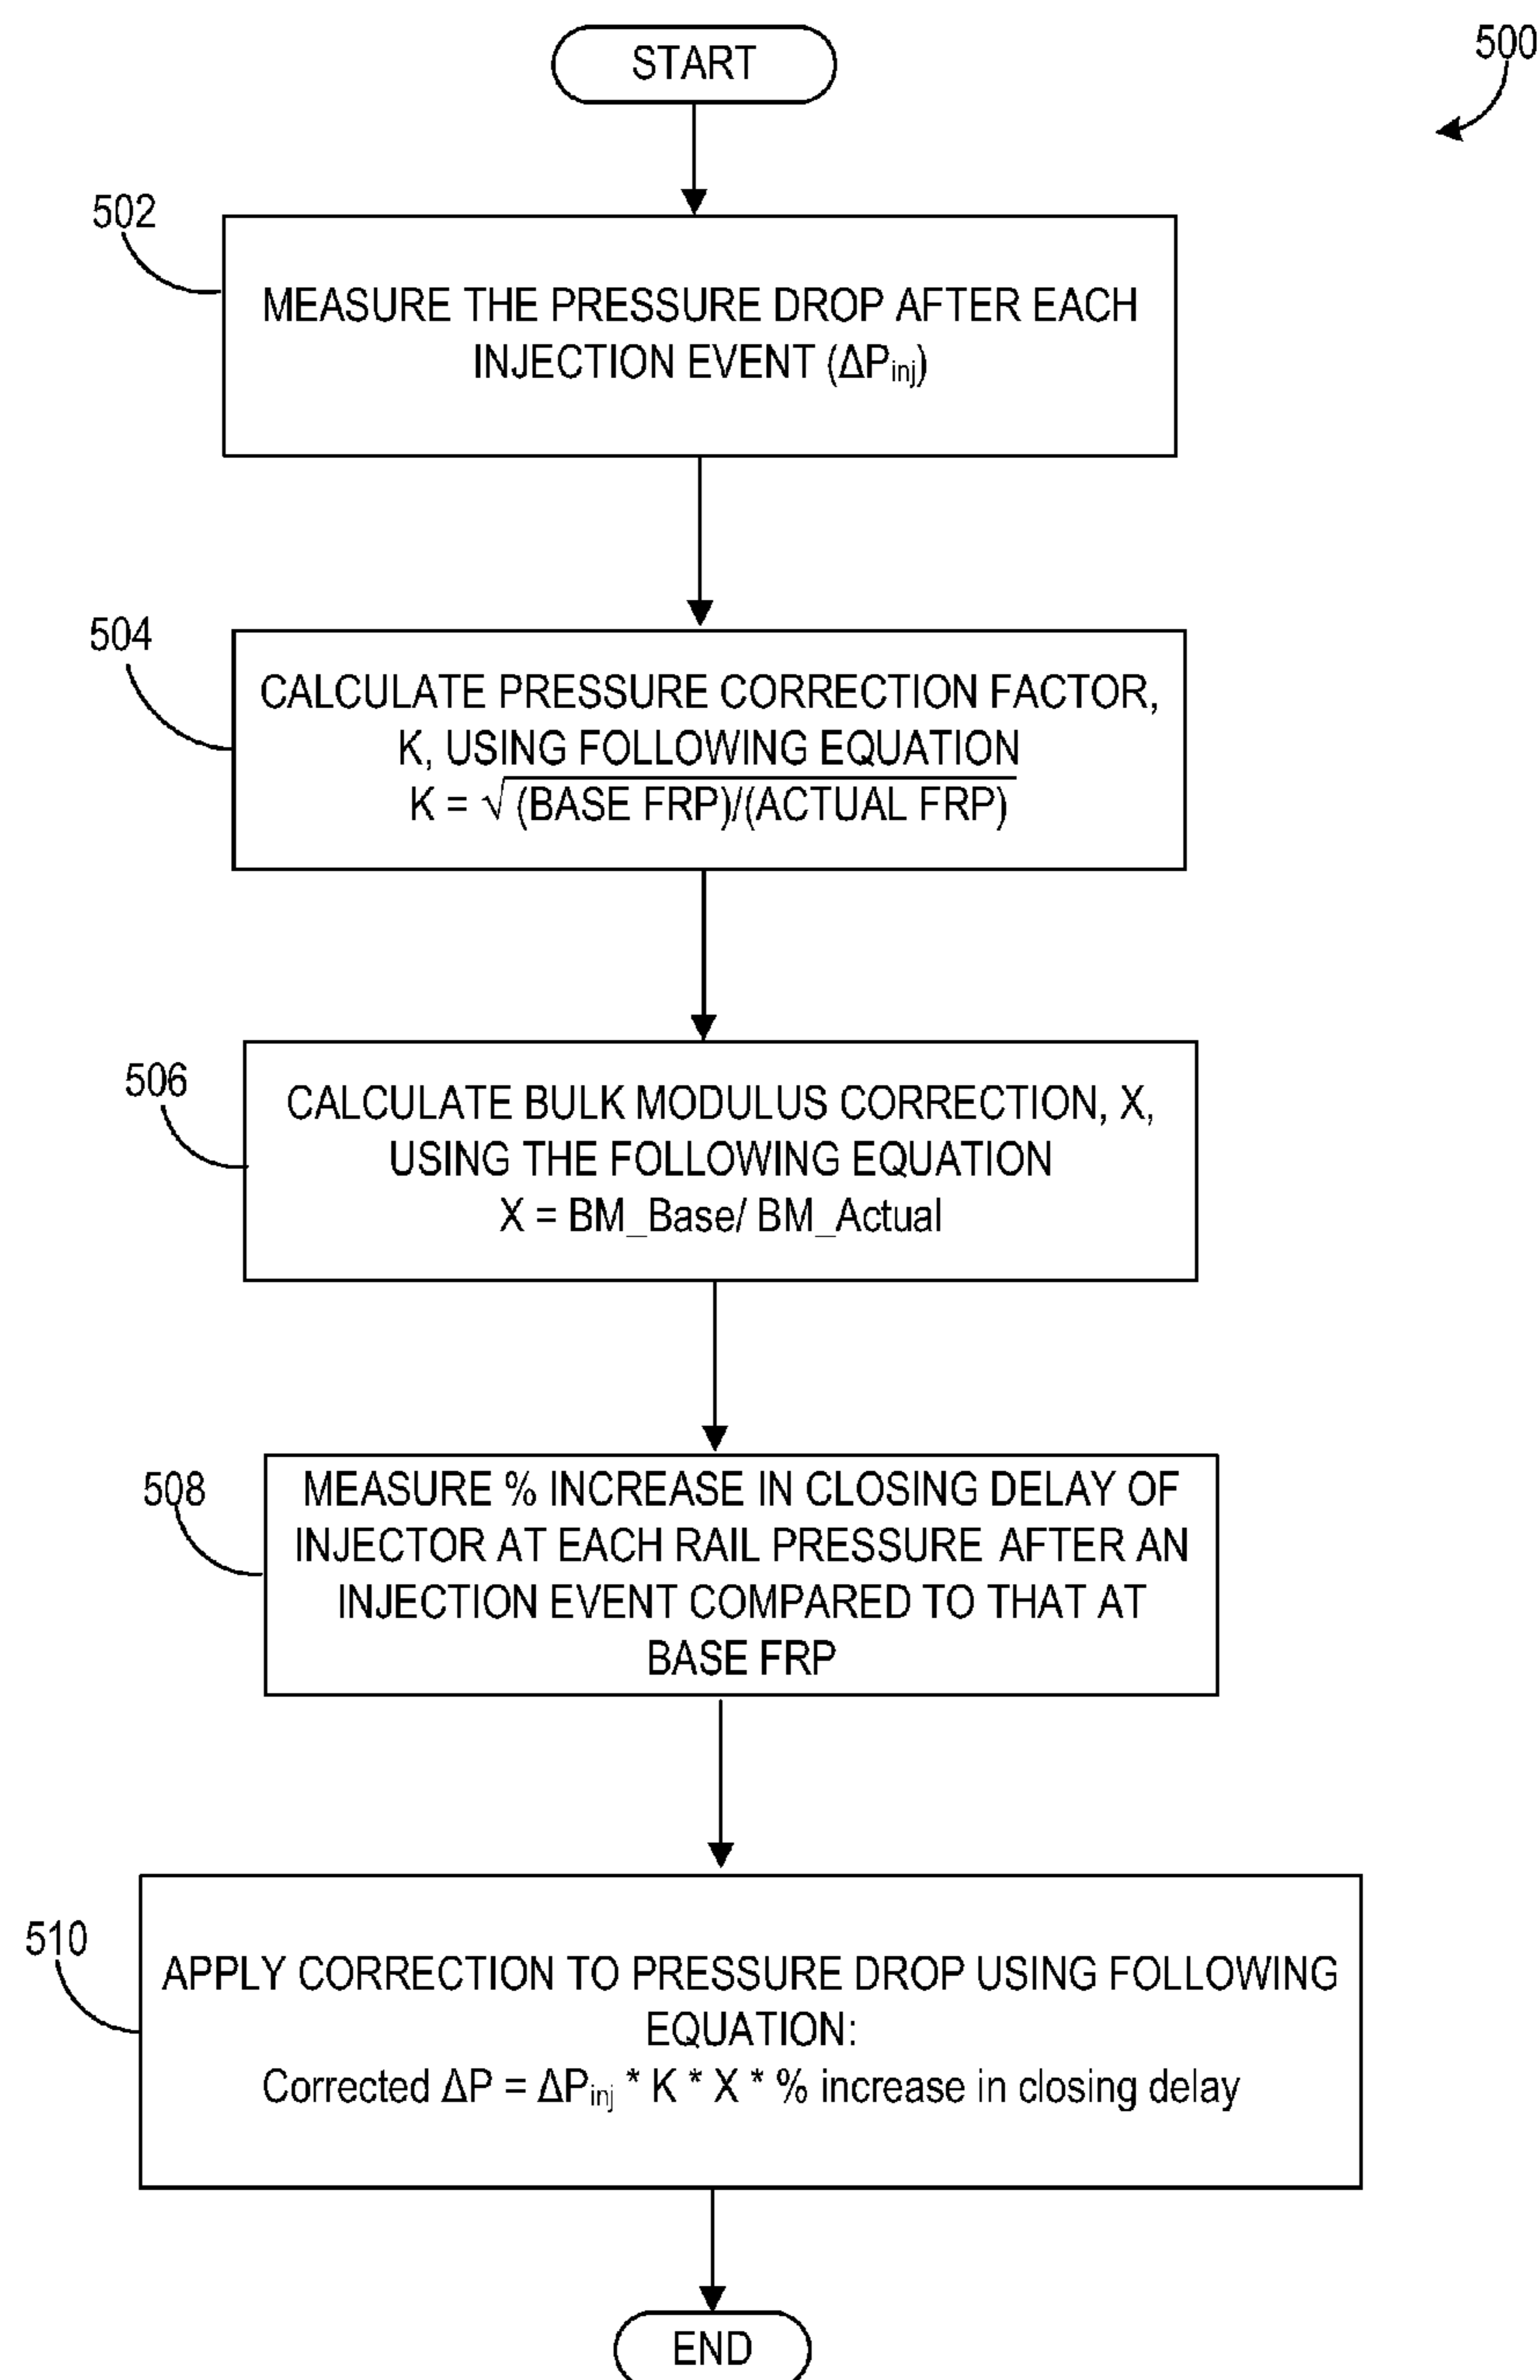 START
500
502
MEASURE THE PRESSURE DROP AFTER EACH
INJECTION EVENT (ΔPinj)
504
CALCULATE PRESSURE CORRECTION FACTOR,
K, USING FOLLOWING EQUATION
K = √(BASE FRP)/(ACTUAL FRP)
506
CALCULATE BULK MODULUS CORRECTION, X,
USING THE FOLLOWING EQUATION
X = BM_Base/ BM_Actual
508
MEASURE % INCREASE IN CLOSING DELAY OF
INJECTOR AT EACH RAIL PRESSURE AFTER AN
INJECTION EVENT COMPARED TO THAT AT
BASE FRP
510
APPLY CORRECTION TO PRESSURE DROP USING FOLLOWING
EQUATION:
Corrected ΔP = ΔPinj * K * X * % increase in closing delay
END